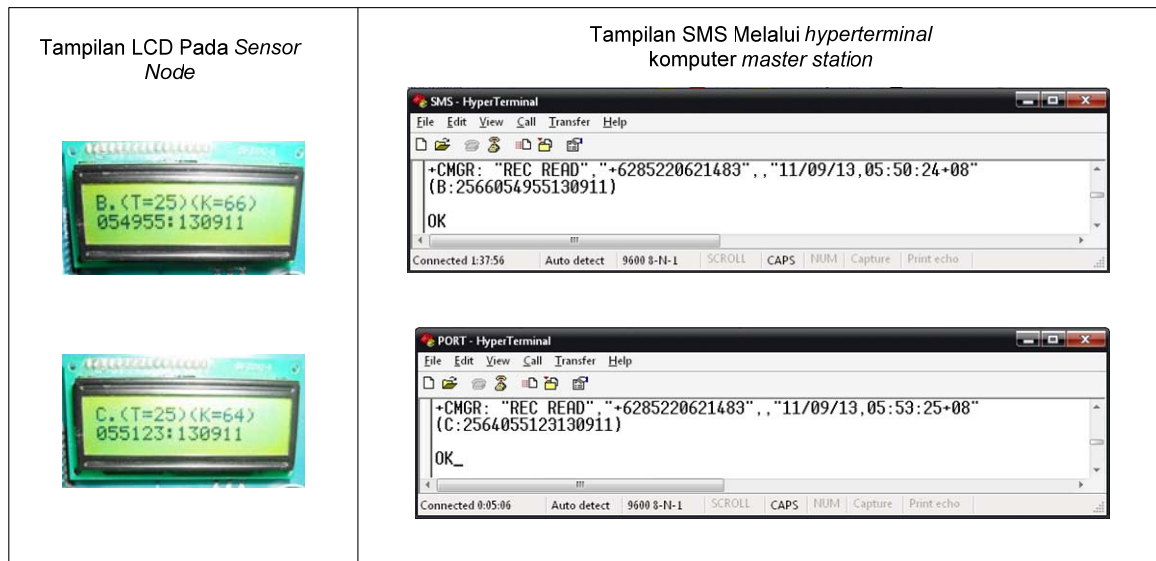 Tampilan LCD Pada Sensor
Node
Tampilan SMS Melalui hyperterminal
komputer master station
B.(T=25)(K=66)
054955:130911
SMS - HyperTerminal
File Edit View Call Transfer Help
+CMGR: "REC READ","+6285220621483",,"11/09/13,05:50:24+08"
(B:2566054955130911)
OK
Connected 1:37:56 Auto detect 9600 8-N-1 SCROLL CAPS NUM Capture Print echo
C.(T=25)(K=64)
055123:130911
PORT - HyperTerminal
File Edit View Call Transfer Help
+CMGR: "REC READ","+6285220621483",,"11/09/13,05:53:25+08"
(C:2564055123130911)
OK_
Connected 0:05:06 Auto detect 9600 8-N-1 SCROLL CAPS NUM Capture Print echo